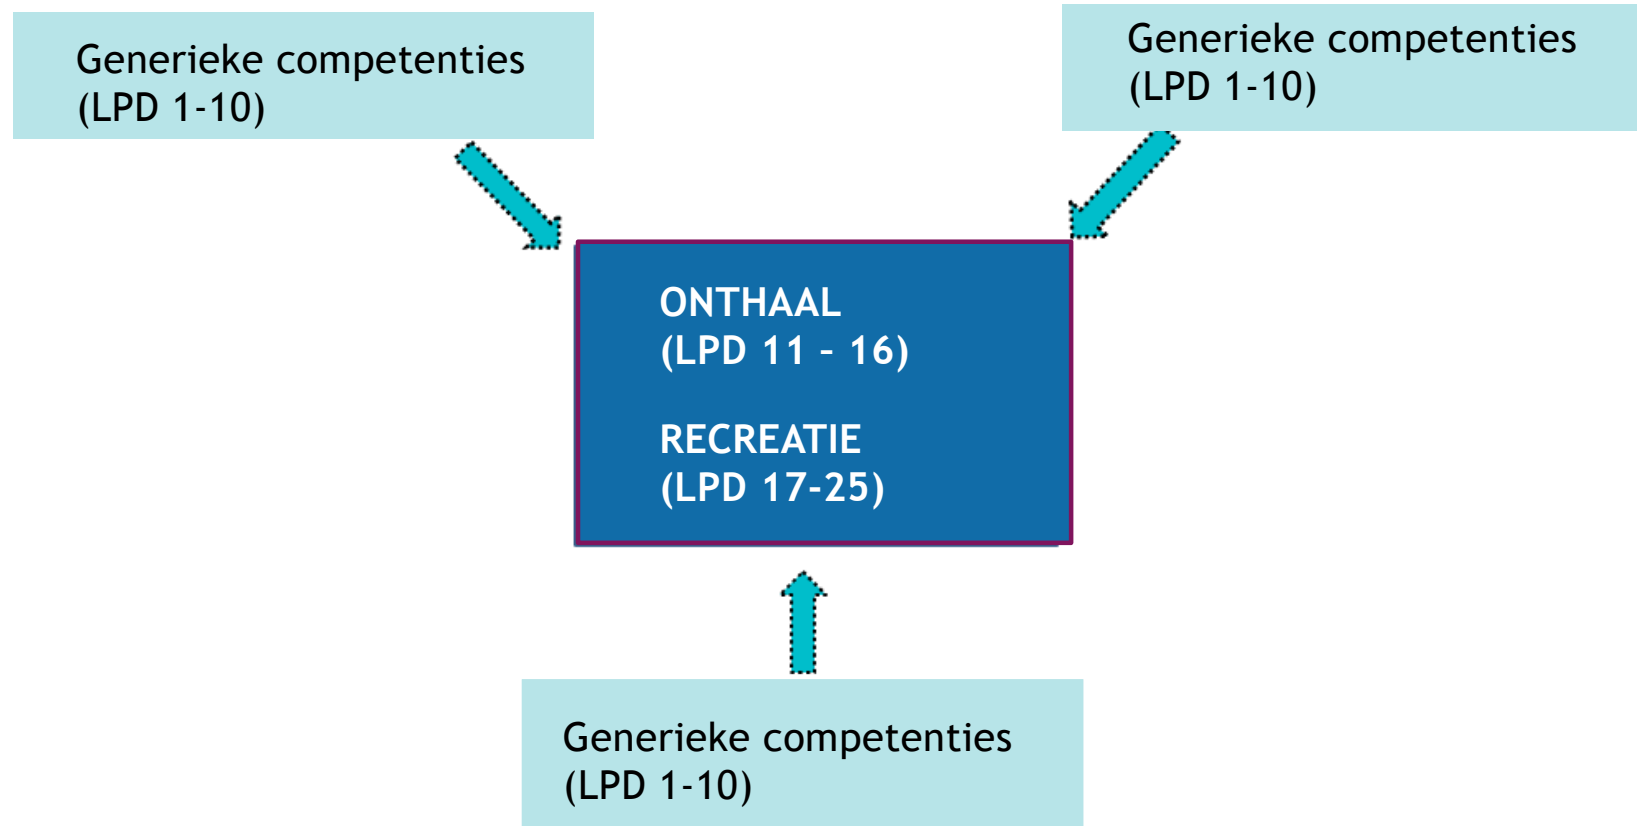 Generieke competenties
(LPD 1-10)
Generieke competenties
(LPD 1-10)
ONTHAAL
(LPD 11 – 16)
RECREATIE
(LPD 17-25)
Generieke competenties
(LPD 1-10)